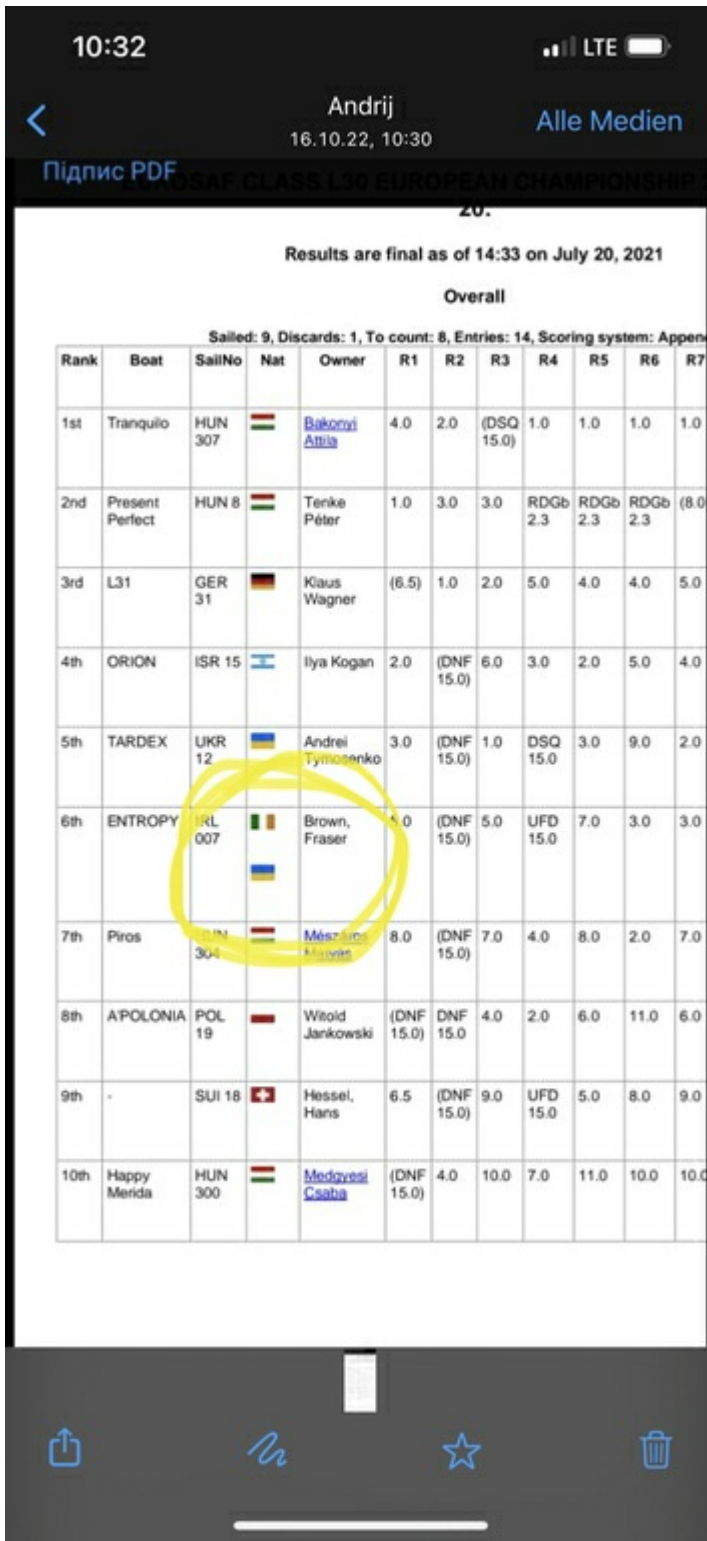 10:32
LTE
Andrij
16.10.22, 10:30
Alle Medien
Підпис PDF
EUROSAF CLASS L30 EUROPEAN CHAMPIONSHIP
20.
Results are final as of 14:33 on July 20, 2021
Overall
Sailed: 9, Discards: 1, To count: 8, Entries: 14, Scoring system: Appen
Rank Boat SailNo Nat Owner R1 R2 R3 R4 R5 R6 R7
1st Tranquilo HUN 307 Bakonyi Attila 4.0 2.0 (DSQ 15.0) 1.0 1.0 1.0 1.0
2nd Present Perfect HUN 8 Tenke Péter 1.0 3.0 3.0 RDGb 2.3 RDGb 2.3 RDGb 2.3 (8.0
3rd L31 GER 31 Klaus Wagner (6.5) 1.0 2.0 5.0 4.0 4.0 5.0
4th ORION ISR 15 Ilya Kogan 2.0 (DNF 15.0) 6.0 3.0 2.0 5.0 4.0
5th TARDEX UKR 12 Andrei Tymosenko 3.0 (DNF 15.0) 1.0 DSQ 15.0 3.0 9.0 2.0
6th ENTROPY IRL 007 Brown, Fraser (DNF 15.0) 5.0 UFD 15.0 7.0 3.0 3.0
7th Piros HUN 304 Mészáros 8.0 (DNF 15.0) 7.0 4.0 8.0 2.0 7.0
8th A'POLONIA POL 19 Witold Jankowski (DNF 15.0) DNF 15.0 4.0 2.0 6.0 11.0 6.0
9th - SUI 18 Hessel, Hans 6.5 (DNF 15.0) 9.0 UFD 15.0 5.0 8.0 9.0
10th Happy Merida HUN 300 Medgyesi Csaba (DNF 15.0) 4.0 10.0 7.0 11.0 10.0 10.0